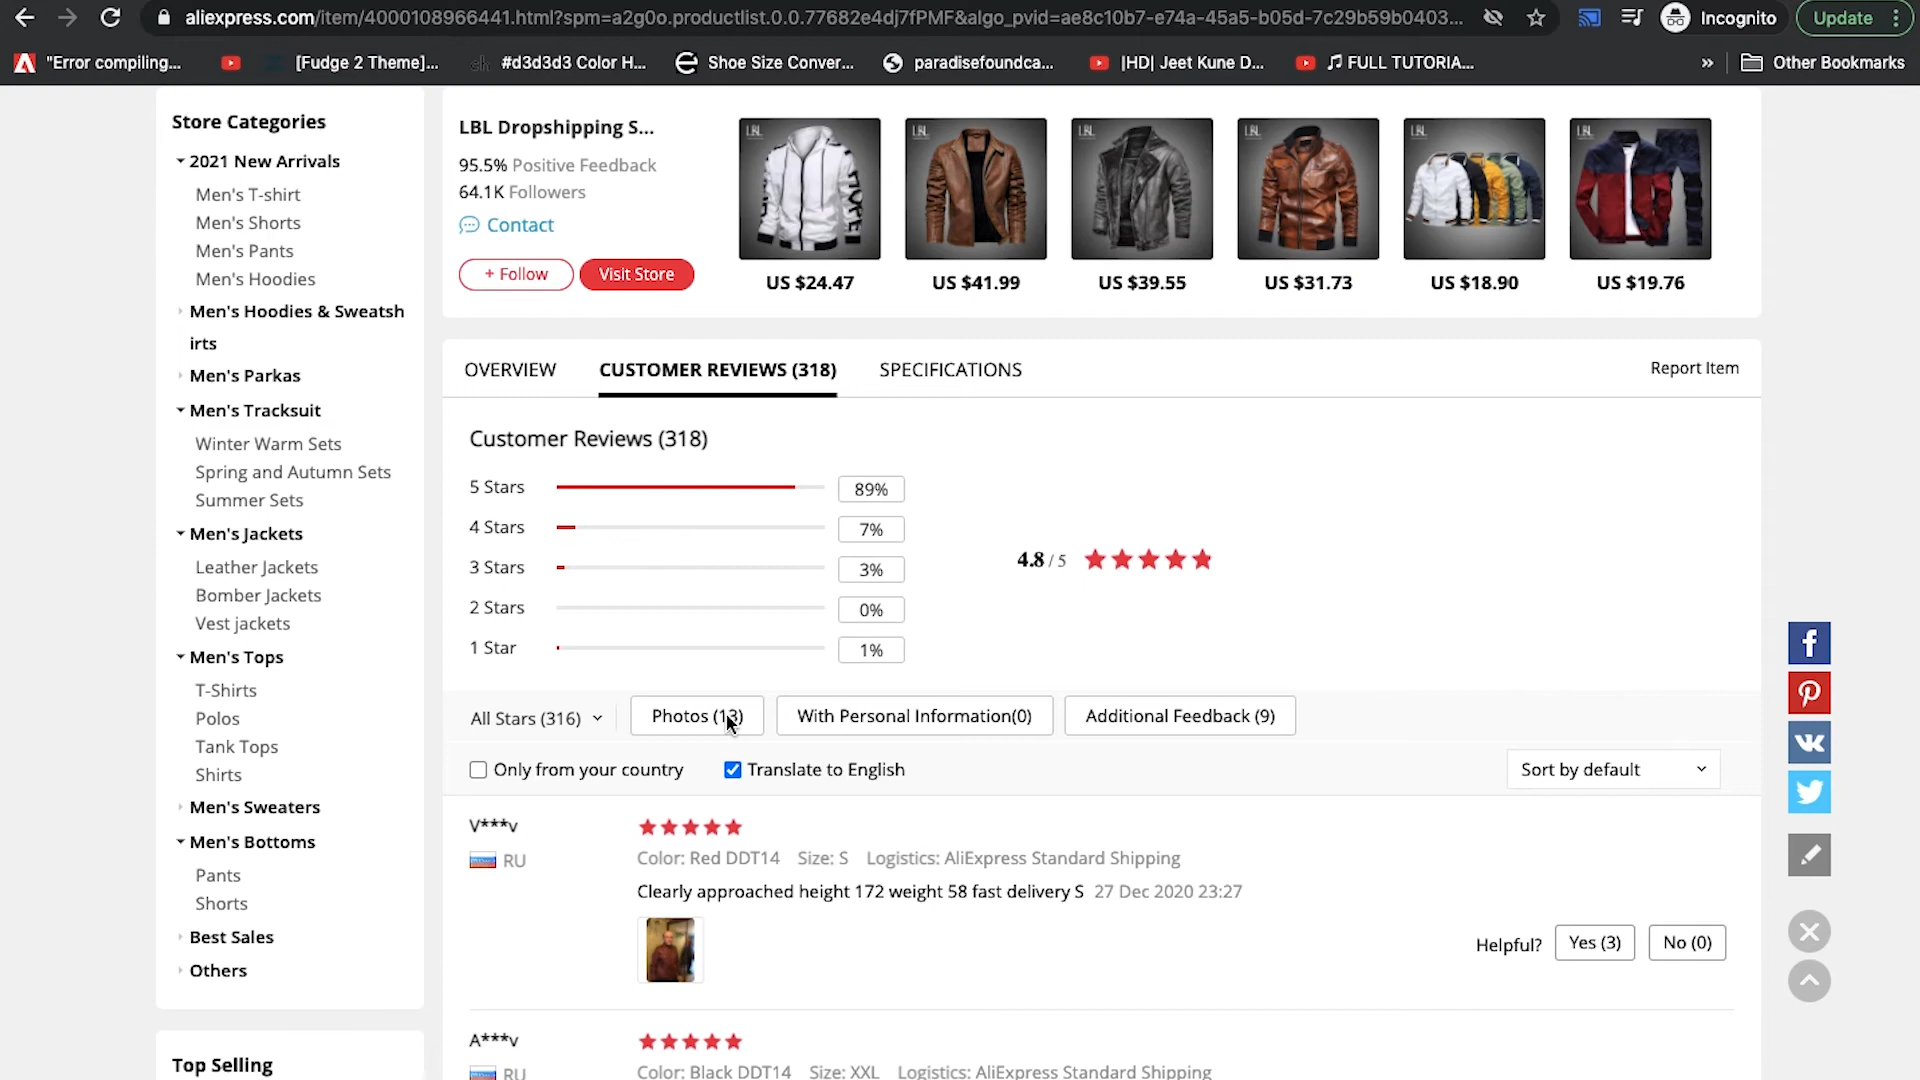 aliexpress.com/item/4000108966441.html?spm=a2g0o.productlist.0.0.77682e4dj7fPMF&algo_pvid=ae8c10b7-e74a-45a5-b05d-7c29b59b0403...
Incognito
Update
"Error compiling...
[Fudge 2 Theme]...
#d3d3d3 Color H...
Shoe Size Conver...
paradisefoundca...
|HD| Jeet Kune D...
FULL TUTORIA...
»
Other Bookmarks
Store Categories
2021 New Arrivals
Men's T-shirt
Men's Shorts
Men's Pants
Men's Hoodies
Men's Hoodies & Sweatsh
irts
Men's Parkas
Men's Tracksuit
Winter Warm Sets
Spring and Autumn Sets
Summer Sets
Men's Jackets
Leather Jackets
Bomber Jackets
Vest jackets
Men's Tops
T-Shirts
Polos
Tank Tops
Shirts
Men's Sweaters
Men's Bottoms
Pants
Shorts
Best Sales
Others
Top Selling
LBL Dropshipping S...
95.5% Positive Feedback
64.1K Followers
Contact
+ Follow
Visit Store
LBL
US $24.47
LBL
US $41.99
LBL
US $39.55
LBL
US $31.73
LBL
US $18.90
LBL
US $19.76
OVERVIEW
CUSTOMER REVIEWS (318)
SPECIFICATIONS
Report Item
Customer Reviews (318)
5 Stars 89%
4 Stars 7%
3 Stars 3%
2 Stars 0%
1 Star 1%
4.8 / 5
All Stars (316)
Photos (13)
With Personal Information(0)
Additional Feedback (9)
Only from your country
Translate to English
Sort by default
V***v
RU
Color: Red DDT14 Size: S Logistics: AliExpress Standard Shipping
Clearly approached height 172 weight 58 fast delivery S 27 Dec 2020 23:27
Helpful?
Yes (3)
No (0)
A***v
RU
Color: Black DDT14 Size: XXL Logistics: AliExpress Standard Shipping